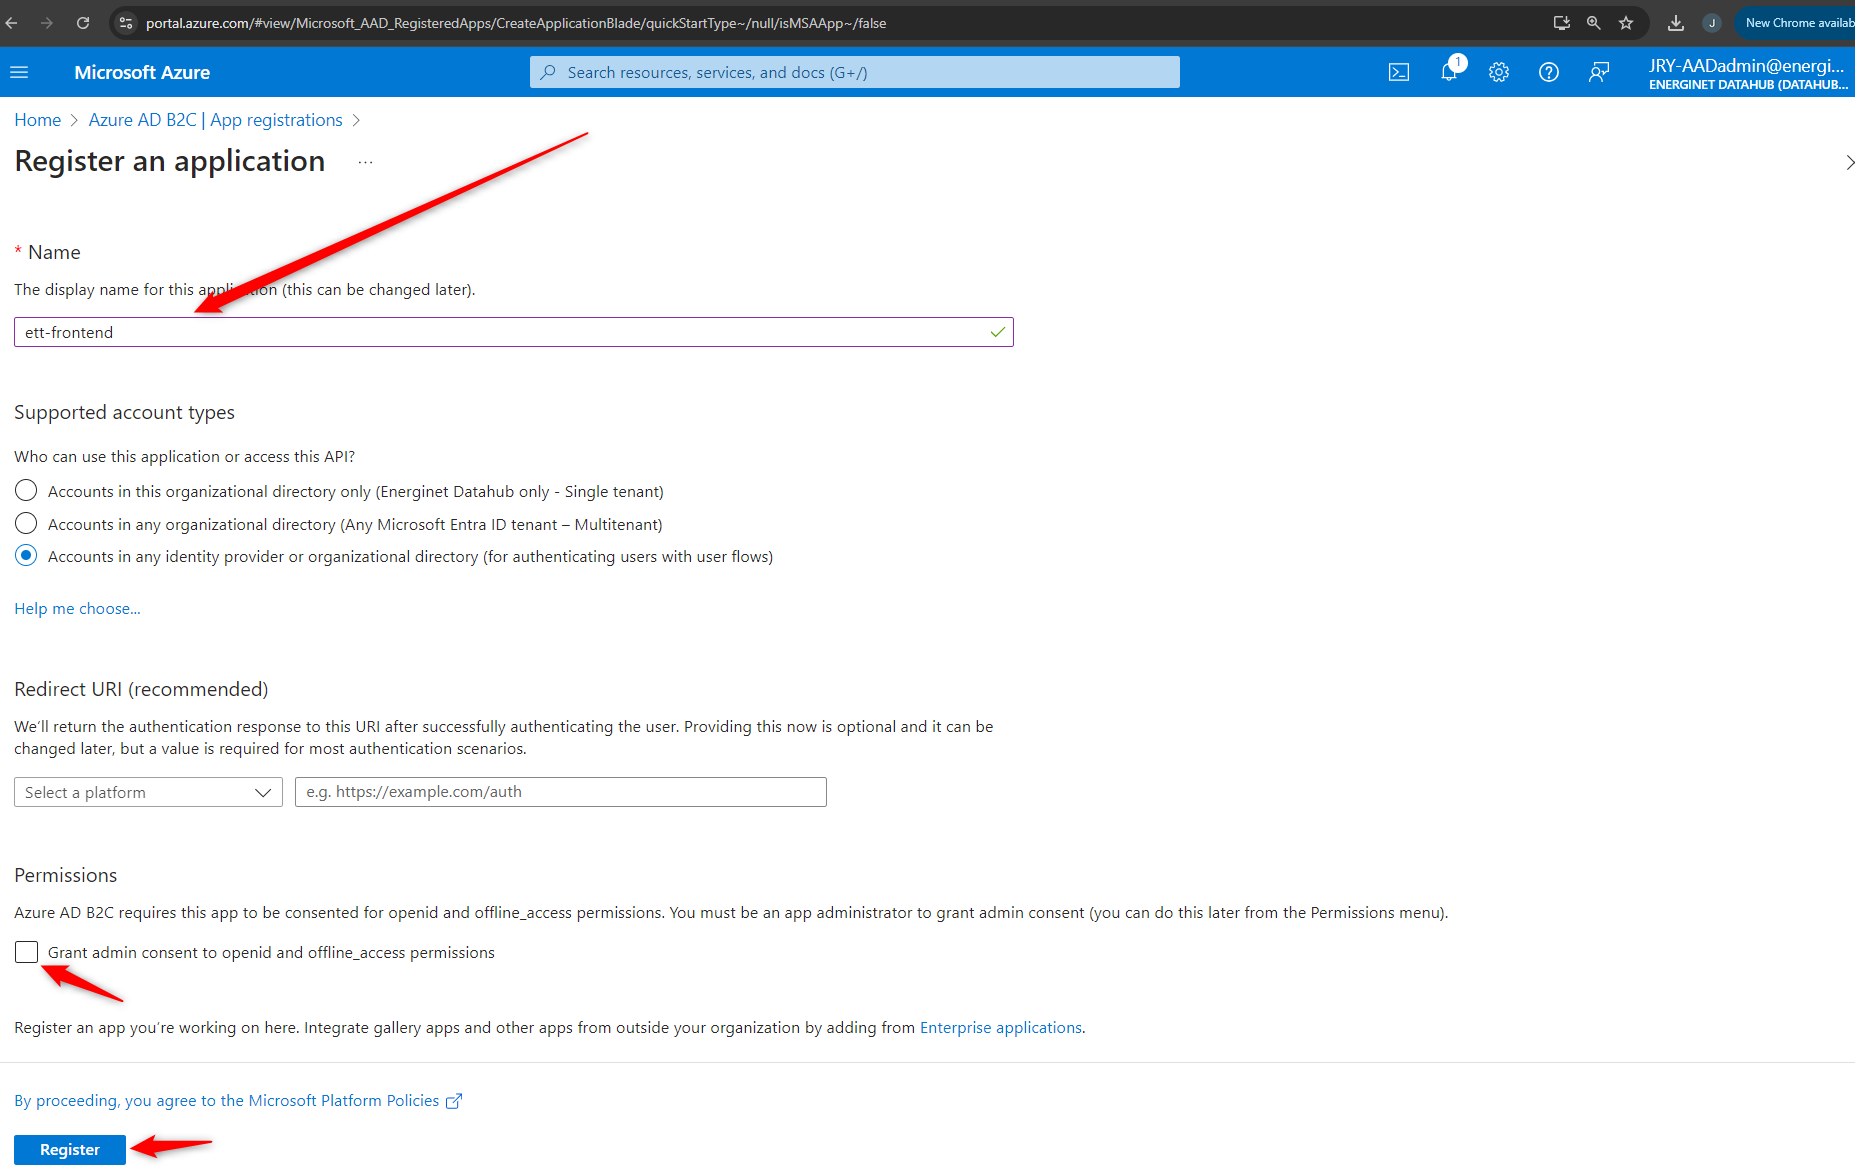 portal.azure.com/#view/Microsoft_AAD_RegisteredApps/CreateApplicationBlade/quickStartType~/null/isMSAApp~/false
J
New Chrome availab
Microsoft Azure
Search resources, services, and docs (G+/)
1
JRY-AADadmin@energi...
ENERGINET DATAHUB (DATAHUB...
Home > Azure AD B2C | App registrations >
Register an application ...
* Name
The display name for this application (this can be changed later).
ett-frontend
Supported account types
Who can use this application or access this API?
Accounts in this organizational directory only (Energinet Datahub only - Single tenant)
Accounts in any organizational directory (Any Microsoft Entra ID tenant – Multitenant)
Accounts in any identity provider or organizational directory (for authenticating users with user flows)
Help me choose...
Redirect URI (recommended)
We'll return the authentication response to this URI after successfully authenticating the user. Providing this now is optional and it can be
changed later, but a value is required for most authentication scenarios.
Select a platform
e.g. https://example.com/auth
Permissions
Azure AD B2C requires this app to be consented for openid and offline_access permissions. You must be an app administrator to grant admin consent (you can do this later from the Permissions menu).
Grant admin consent to openid and offline_access permissions
Register an app you're working on here. Integrate gallery apps and other apps from outside your organization by adding from Enterprise applications.
By proceeding, you agree to the Microsoft Platform Policies
Register